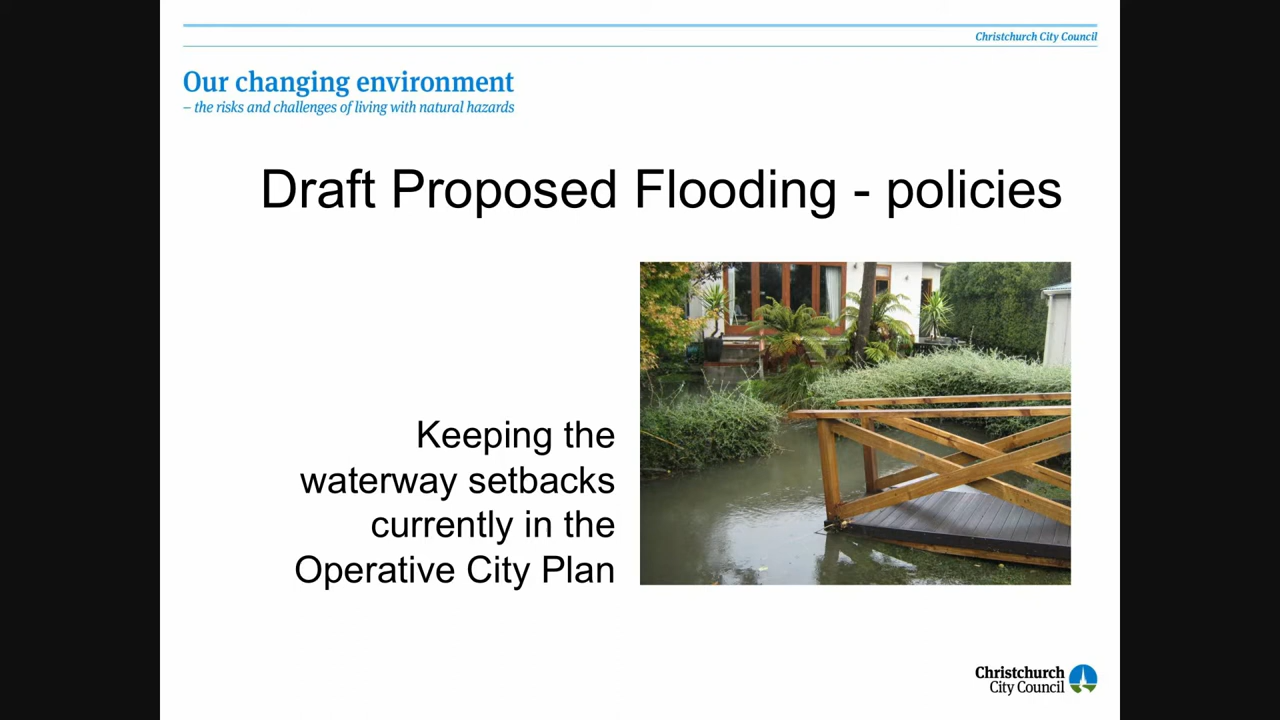 Christchurch City Council
Our changing environment
– the risks and challenges of living with natural hazards
Draft Proposed Flooding - policies
Keeping the
waterway setbacks
currently in the
Operative City Plan
Christchurch
City Council